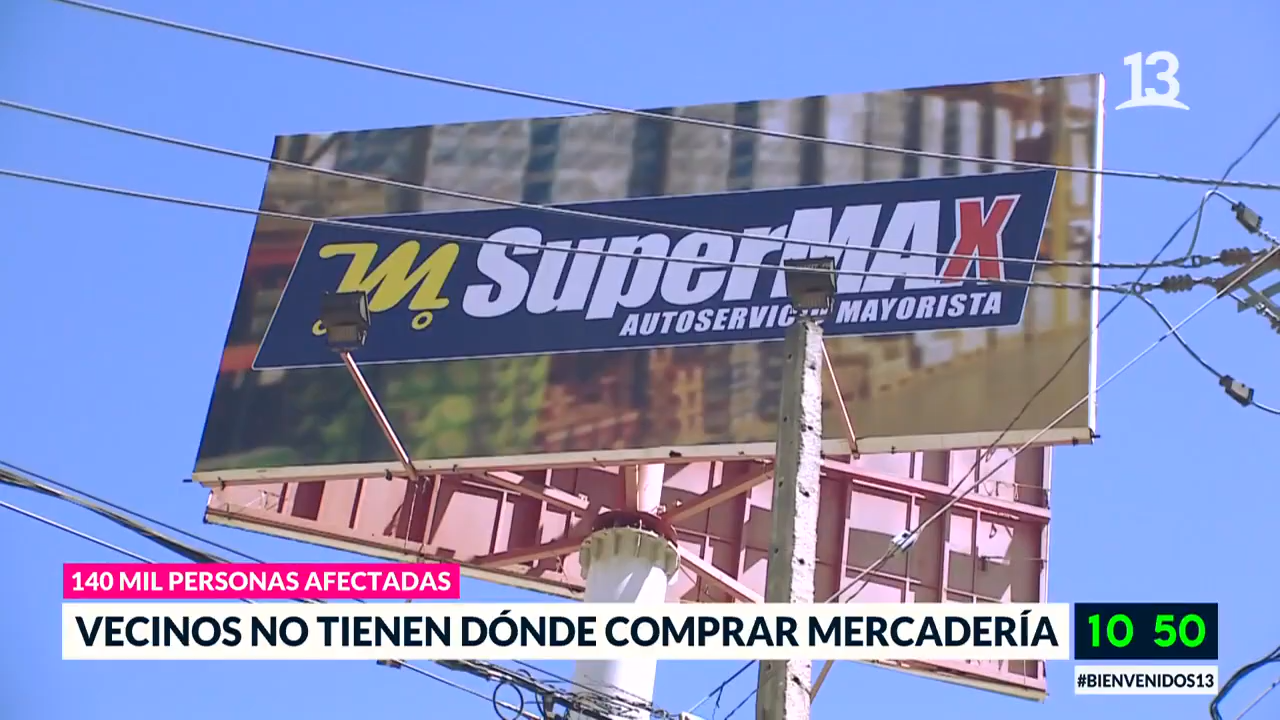 13
SuperMAX
AUTOSERVICIO MAYORISTA
140 MIL PERSONAS AFECTADAS
VECINOS NO TIENEN DÓNDE COMPRAR MERCADERÍA
10 50
#BIENVENIDOS13